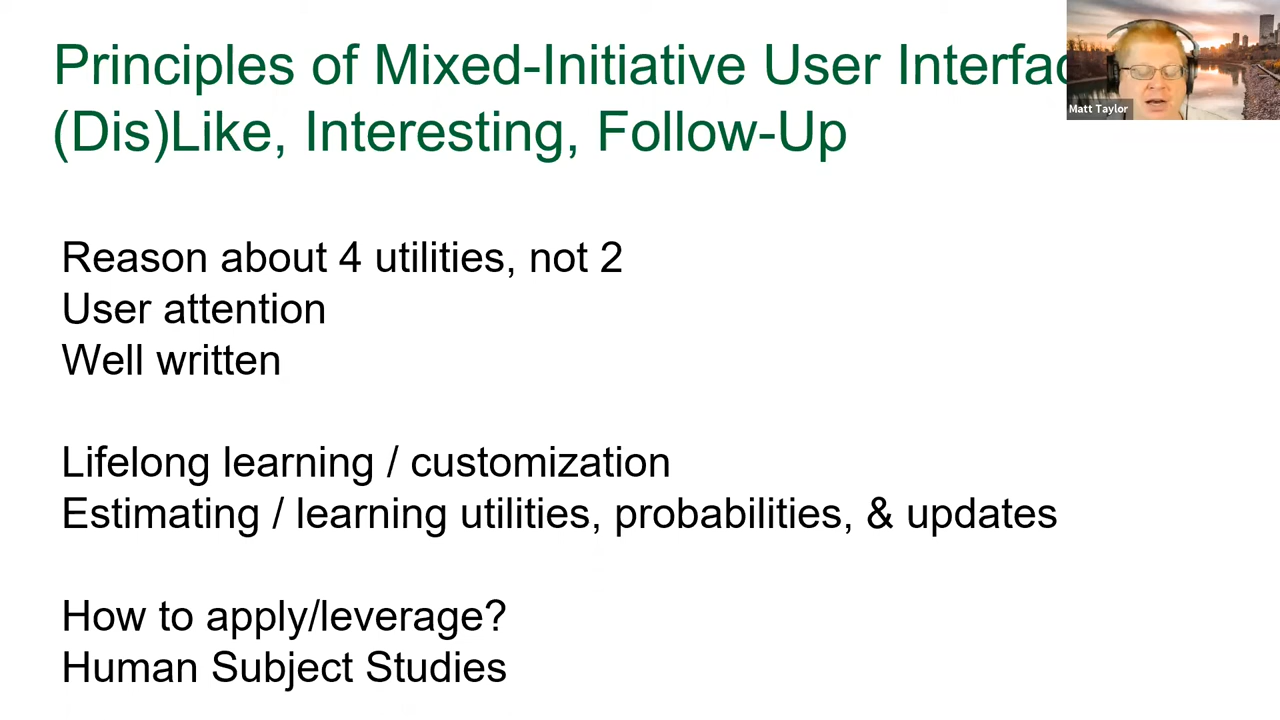 Principles of Mixed-Initiative User Interfac
(Dis)Like, Interesting, Follow-Up
Matt Taylor
Reason about 4 utilities, not 2
User attention
Well written
Lifelong learning / customization
Estimating / learning utilities, probabilities, & updates
How to apply/leverage?
Human Subject Studies